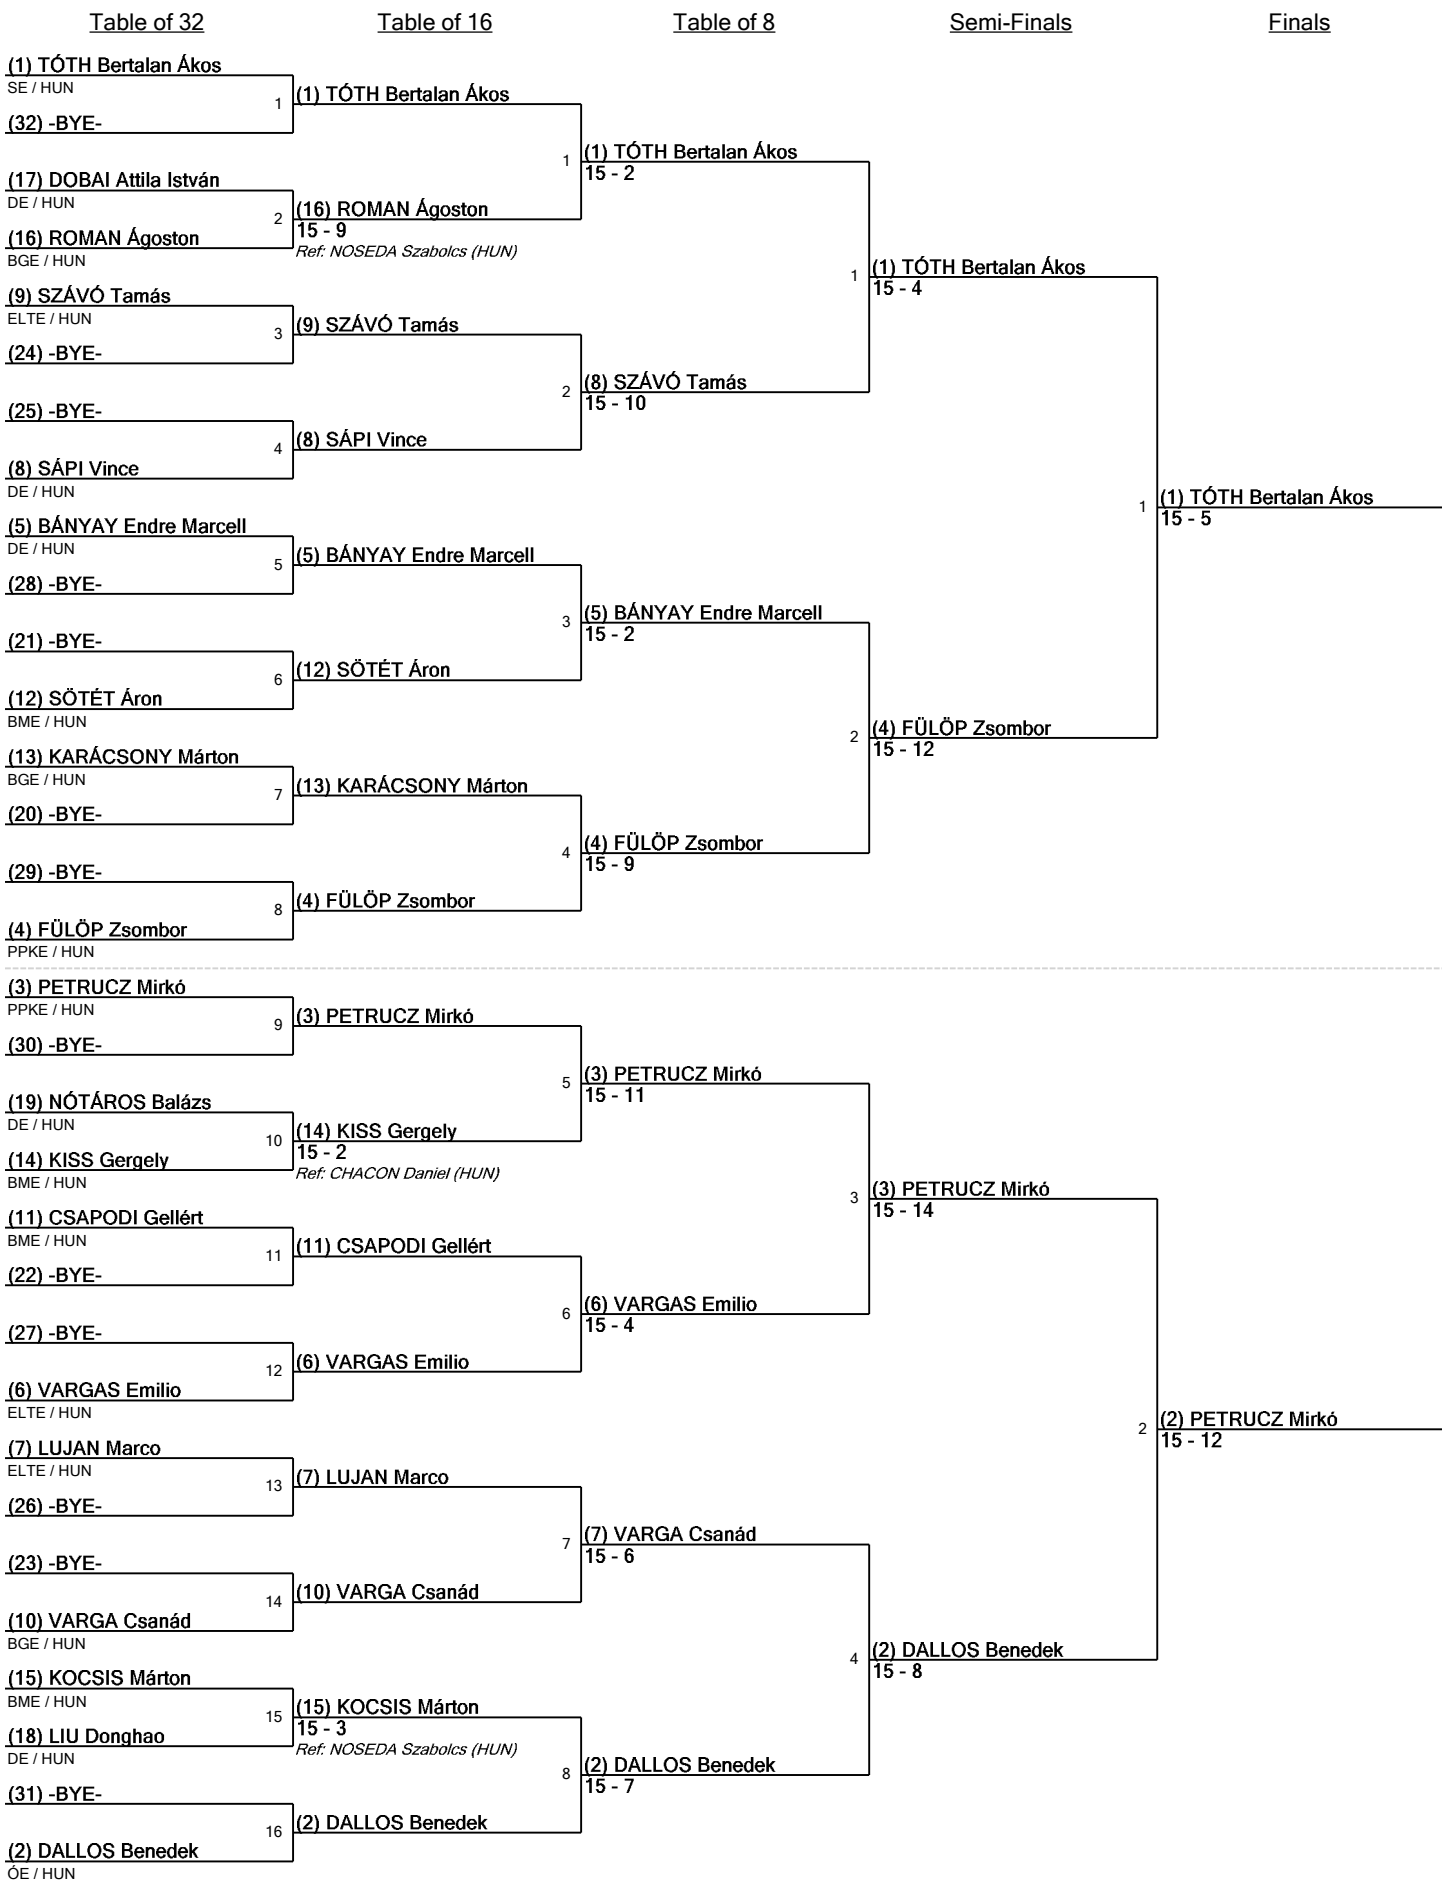 Table of 32
Table of 16
Table of 8
Semi-Finals
Finals
(1) TÓTH Bertalan Ákos
SE / HUN
1
(32) -BYE-
(17) DOBAI Attila István
DE / HUN
2
(16) ROMAN Ágoston
BGE / HUN
(9) SZÁVÓ Tamás
ELTE / HUN
3
(24) -BYE-
(25) -BYE-
4
(8) SÁPI Vince
DE / HUN
(5) BÁNYAY Endre Marcell
DE / HUN
5
(28) -BYE-
(21) -BYE-
6
(12) SÖTÉT Áron
BME / HUN
(13) KARÁCSONY Márton
BGE / HUN
7
(20) -BYE-
(29) -BYE-
8
(4) FÜLÖP Zsombor
PPKE / HUN
(3) PETRUCZ Mirkó
PPKE / HUN
9
(30) -BYE-
(19) NÓTÁROS Balázs
DE / HUN
10
(14) KISS Gergely
BME / HUN
(11) CSAPODI Gellért
BME / HUN
11
(22) -BYE-
(27) -BYE-
12
(6) VARGAS Emilio
ELTE / HUN
(7) LUJAN Marco
ELTE / HUN
13
(26) -BYE-
(23) -BYE-
14
(10) VARGA Csanád
BGE / HUN
(15) KOCSIS Márton
BME / HUN
15
(18) LIU Donghao
DE / HUN
(31) -BYE-
16
(2) DALLOS Benedek
ÓE / HUN
(1) TÓTH Bertalan Ákos
1
(16) ROMAN Ágoston
15 - 9
Ref: NOSEDA Szabolcs (HUN)
(9) SZÁVÓ Tamás
2
(8) SÁPI Vince
(5) BÁNYAY Endre Marcell
3
(12) SÖTÉT Áron
(13) KARÁCSONY Márton
4
(4) FÜLÖP Zsombor
(3) PETRUCZ Mirkó
5
(14) KISS Gergely
15 - 2
Ref: CHACON Daniel (HUN)
(11) CSAPODI Gellért
6
(6) VARGAS Emilio
(7) LUJAN Marco
7
(10) VARGA Csanád
(15) KOCSIS Márton
15 - 3
Ref: NOSEDA Szabolcs (HUN)
8
(2) DALLOS Benedek
(1) TÓTH Bertalan Ákos
15 - 2
1
(8) SZÁVÓ Tamás
15 - 10
(5) BÁNYAY Endre Marcell
15 - 2
2
(4) FÜLÖP Zsombor
15 - 9
(3) PETRUCZ Mirkó
15 - 11
3
(6) VARGAS Emilio
15 - 4
(7) VARGA Csanád
15 - 6
4
(2) DALLOS Benedek
15 - 7
(1) TÓTH Bertalan Ákos
15 - 4
1
(4) FÜLÖP Zsombor
15 - 12
(3) PETRUCZ Mirkó
15 - 14
2
(2) DALLOS Benedek
15 - 8
(1) TÓTH Bertalan Ákos
15 - 5
(2) PETRUCZ Mirkó
15 - 12